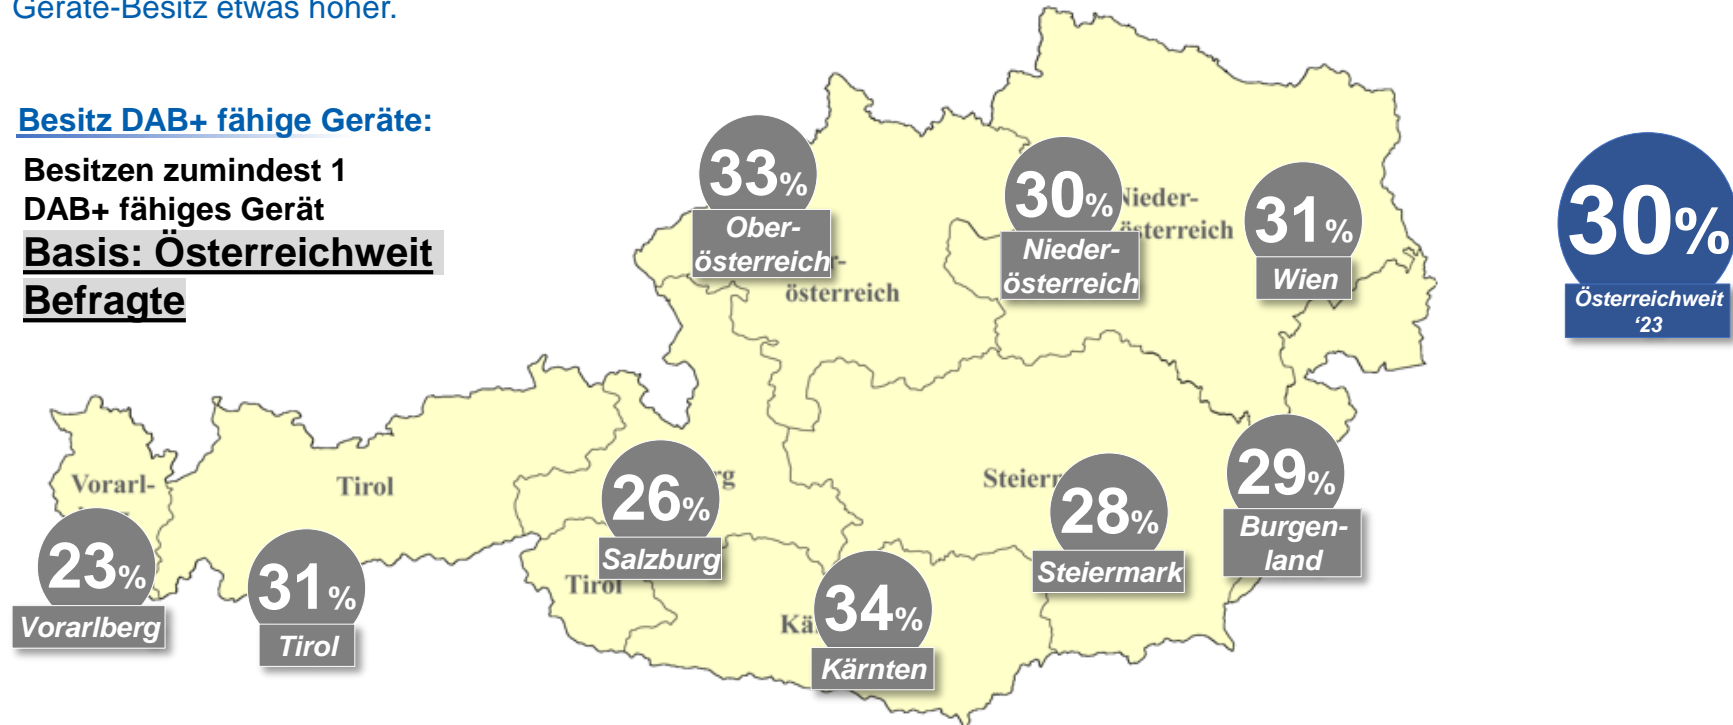 Geräte-Besitz etwas höher.
Besitz DAB+ fähige Geräte:
Besitzen zumindest 1
DAB+ fähiges Gerät
Basis: Österreichweit
Befragte
33%
Ober-
österreich
österreich
30%
Nieder-
österreich
Nieder-
österreich
31%
Wien
30%
Österreichweit
‘23
Vorarl-
23%
Vorarlberg
Tirol
31%
Tirol
26%
Salzburg
Tirol
34%
Kärnten
28%
Steiermark
29%
Burgen-
land